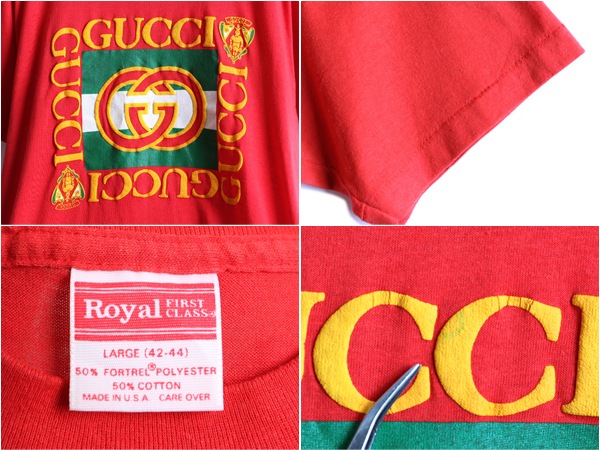 GUCCI
GUCCI
GUCCI
GUCCI
UCCI
Royal FIRST CLASS
LARGE (42-44)
50% FORTREL® POLYESTER
50% COTTON
MADE IN U.S.A. CARE OVER